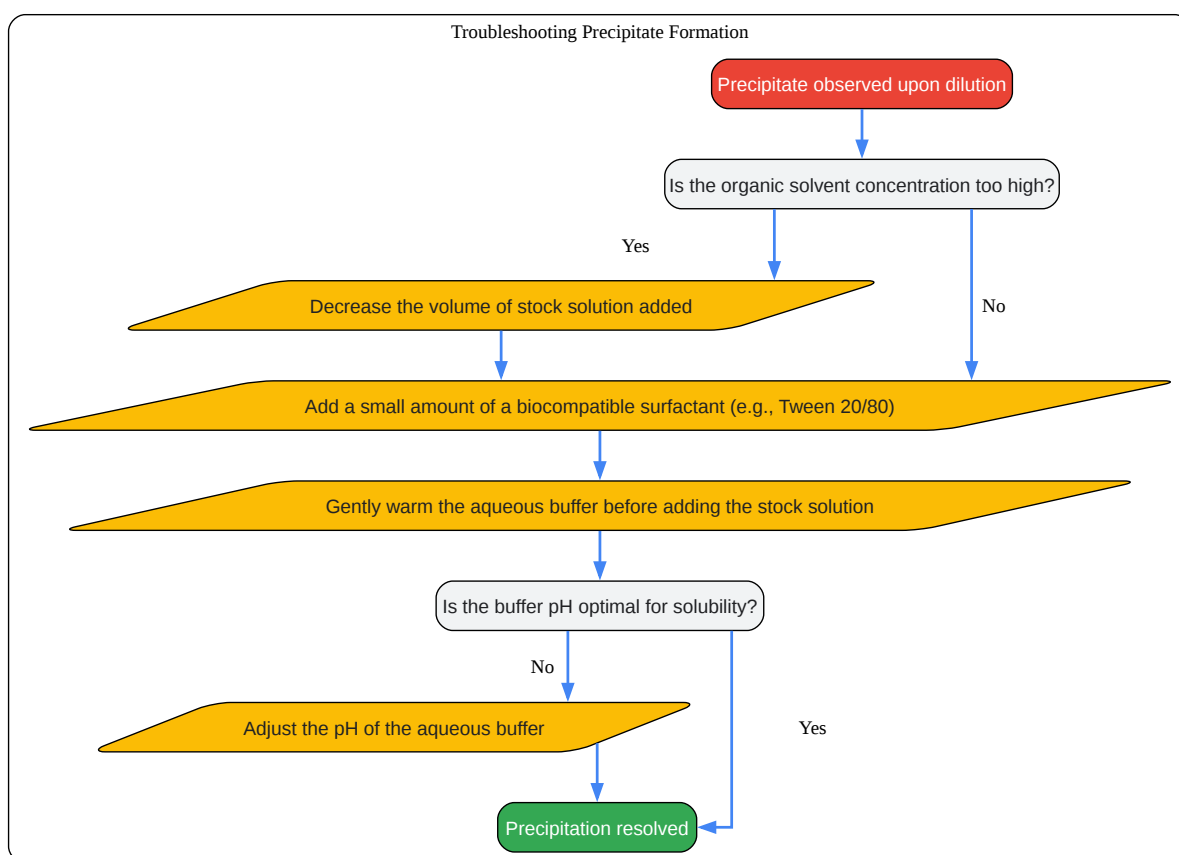 Troubleshooting Precipitate Formation
Precipitate observed upon dilution
Is the organic solvent concentration too high?
Yes
Decrease the volume of stock solution added
No
Add a small amount of a biocompatible surfactant (e.g., Tween 20/80)
Gently warm the aqueous buffer before adding the stock solution
Is the buffer pH optimal for solubility?
No
Adjust the pH of the aqueous buffer
Yes
Precipitation resolved